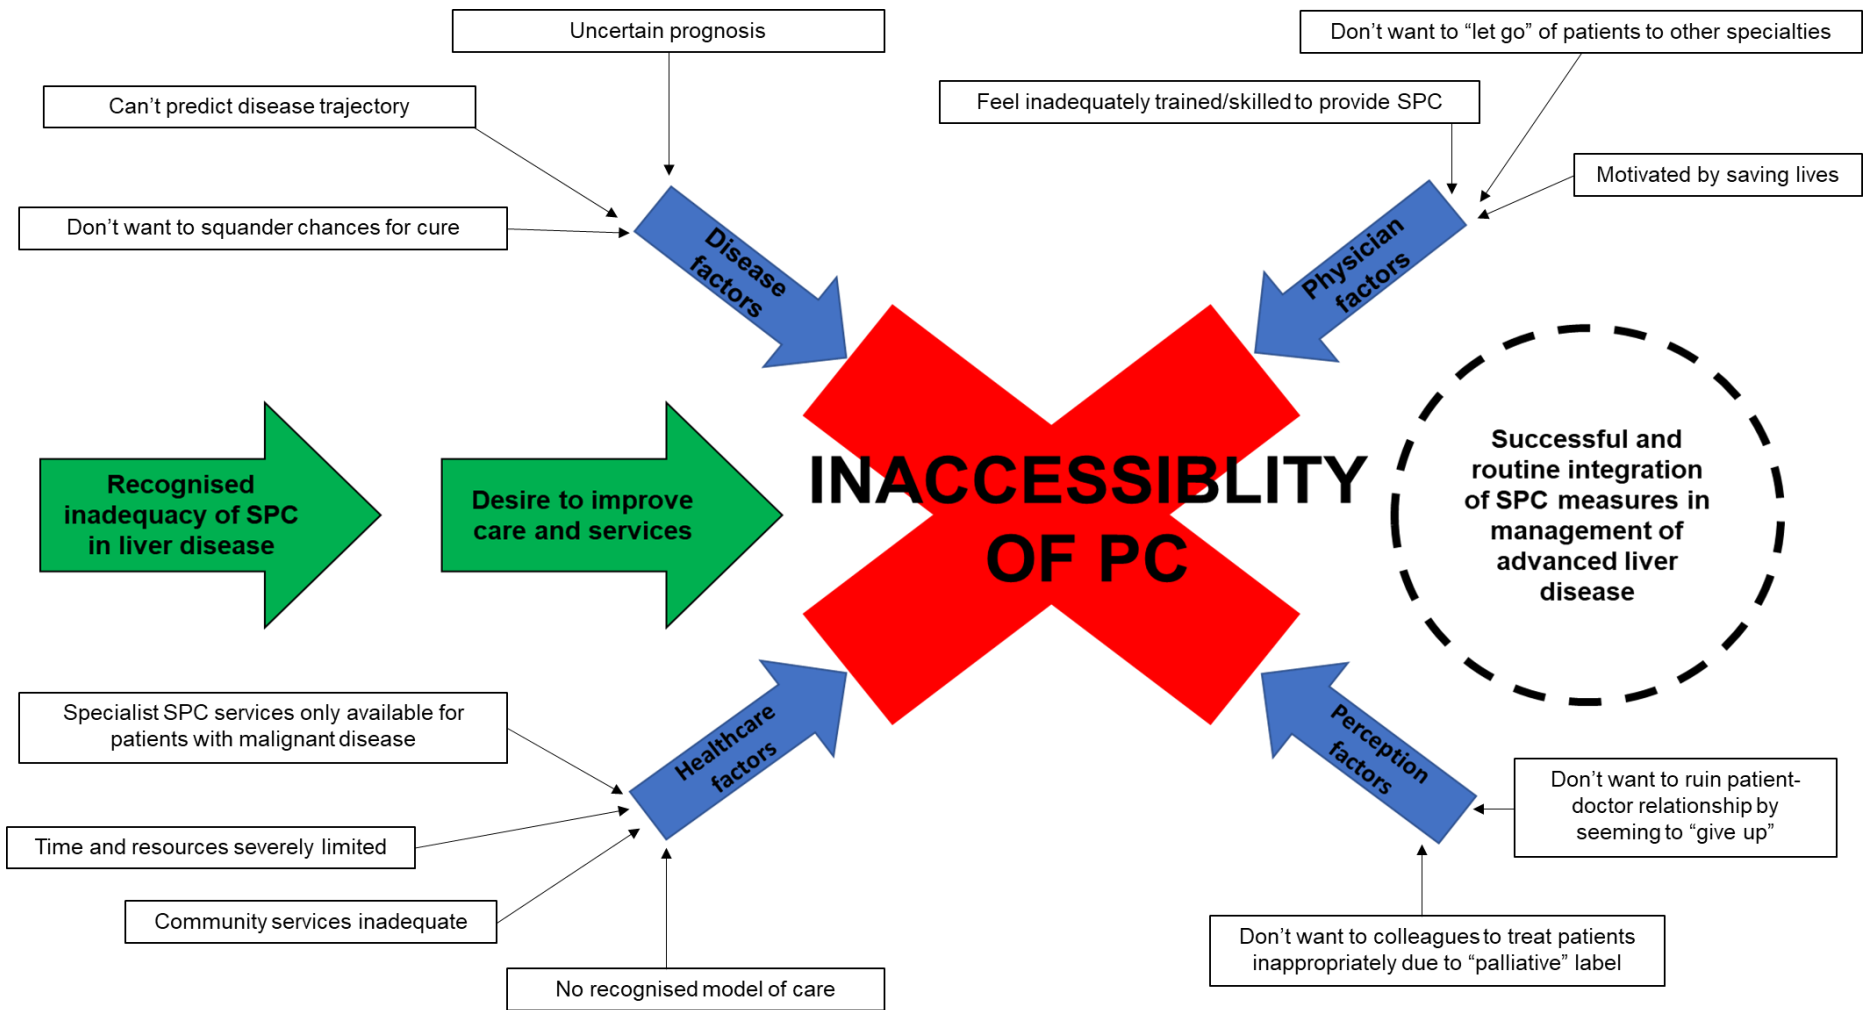 Uncertain prognosis
Can’t predict disease trajectory
Don’t want to squander chances for cure
Disease
factors
Don’t want to “let go” of patients to other specialties
Feel inadequately trained/skilled to provide SPC
Motivated by saving lives
Physician
factors
Recognised
inadequacy of SPC
in liver disease
Desire to improve
care and services
INACCESSIBLITY
OF PC
Successful and
routine integration
of SPC measures in
management of
advanced liver
disease
Specialist SPC services only available for
patients with malignant disease
Time and resources severely limited
Community services inadequate
No recognised model of care
Healthcare
factors
Perception
factors
Don’t want to ruin patient-
doctor relationship by
seeming to “give up”
Don’t want to colleagues to treat patients
inappropriately due to “palliative” label